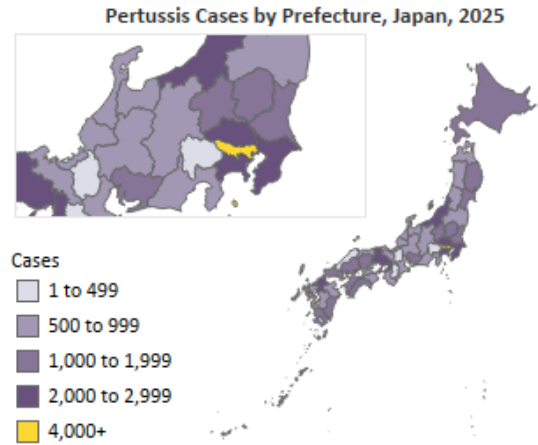 Pertussis Cases by Prefecture, Japan, 2025
Cases
1 to 499
500 to 999
1,000 to 1,999
2,000 to 2,999
4,000+